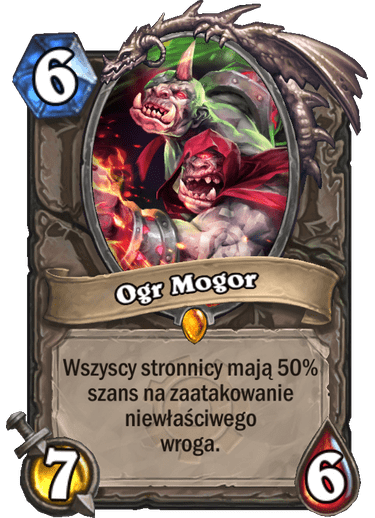 6
Ogr Mogor
Wszyscy stronnicy mają 50%
szans na zaatakowanie
niewłaściwego
wroga.
7
6